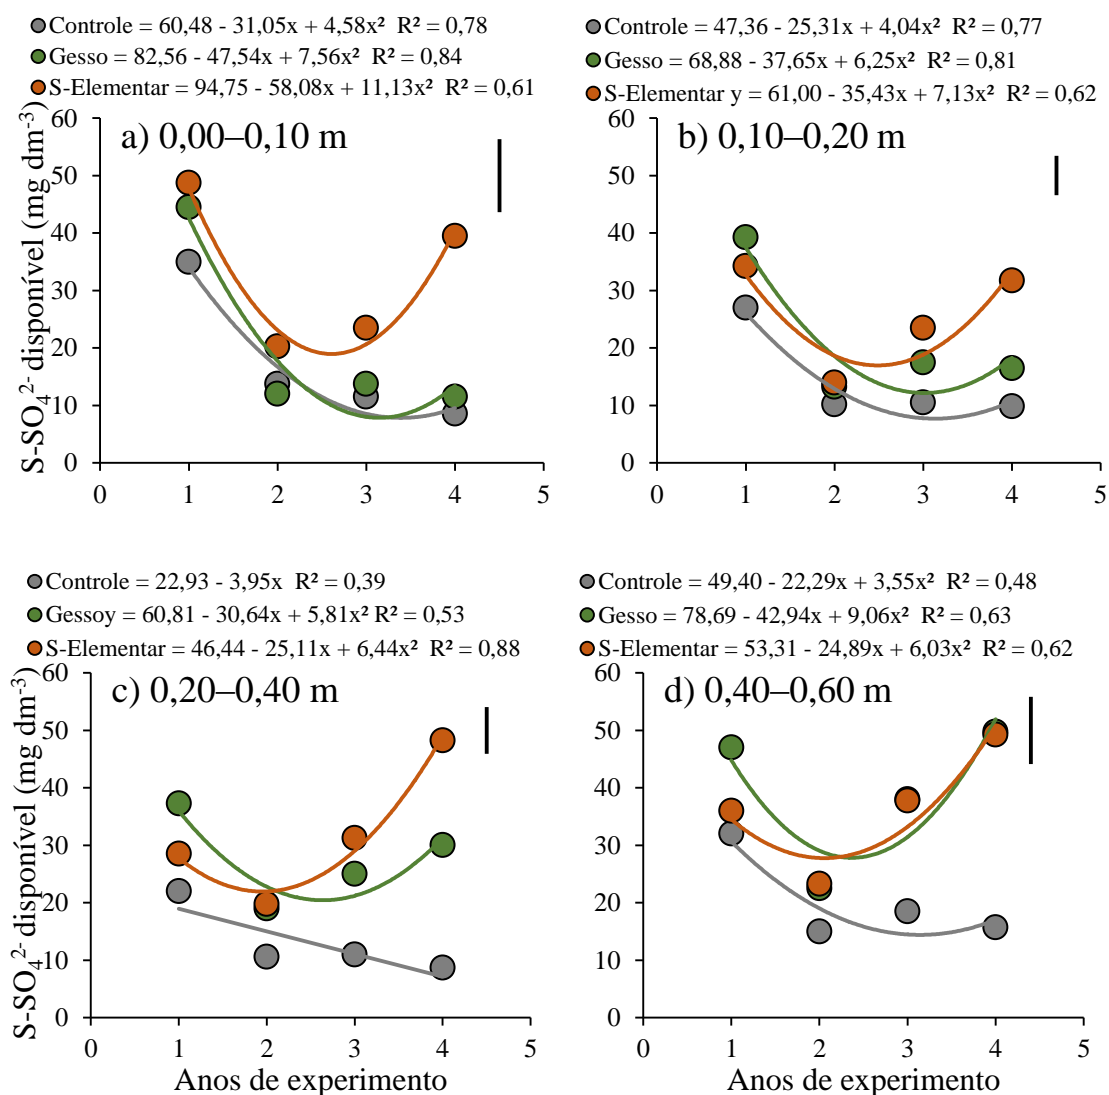 Controle = 60,48 - 31,05x + 4,58x² R² = 0,78
Gesso = 82,56 - 47,54x + 7,56x² R² = 0,84
S-Elementar = 94,75 - 58,08x + 11,13x² R² = 0,61
a) 0,00–0,10 m
S-SO₄²⁻ disponível (mg dm⁻³)
60
50
40
30
20
10
0
0 1 2 3 4 5
Controle = 47,36 - 25,31x + 4,04x² R² = 0,77
Gesso = 68,88 - 37,65x + 6,25x² R² = 0,81
S-Elementar y = 61,00 - 35,43x + 7,13x² R² = 0,62
b) 0,10–0,20 m
60
50
40
30
20
10
0
0 1 2 3 4 5
Controle = 22,93 - 3,95x R² = 0,39
Gessoy = 60,81 - 30,64x + 5,81x² R² = 0,53
S-Elementar = 46,44 - 25,11x + 6,44x² R² = 0,88
c) 0,20–0,40 m
S-SO₄²⁻ disponível (mg dm⁻³)
60
50
40
30
20
10
0
0 1 2 3 4 5
Anos de experimento
Controle = 49,40 - 22,29x + 3,55x² R² = 0,48
Gesso = 78,69 - 42,94x + 9,06x² R² = 0,63
S-Elementar = 53,31 - 24,89x + 6,03x² R² = 0,62
d) 0,40–0,60 m
60
50
40
30
20
10
0
0 1 2 3 4 5
Anos de experimento